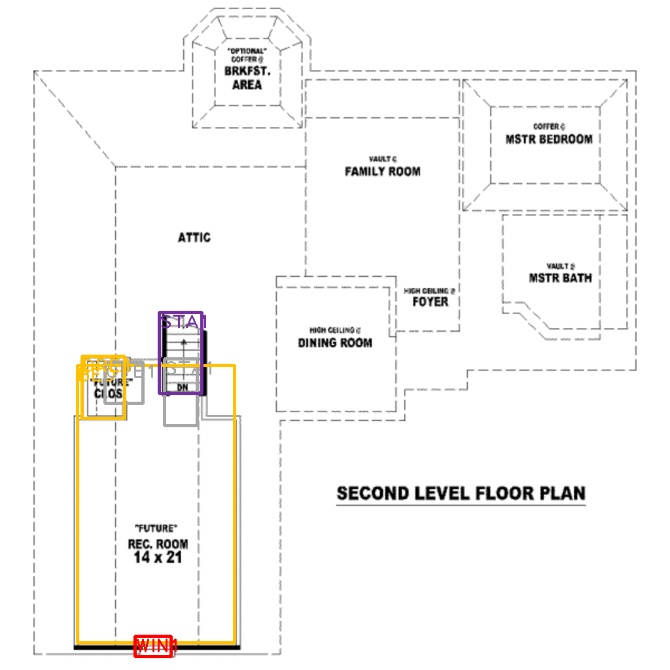 "OPTIONAL"
COFFER @
BRKFST.
AREA
COFFER @
MSTR BEDROOM
VAULT @
FAMILY ROOM
ATTIC
VAULT @
MSTR BATH
HIGH CEILING @
FOYER
STAI
HIGH CEILING @
DINING ROOM
DN
"FUTURE"
CLOS
SECOND LEVEL FLOOR PLAN
"FUTURE"
REC. ROOM
14 x 21
WIN